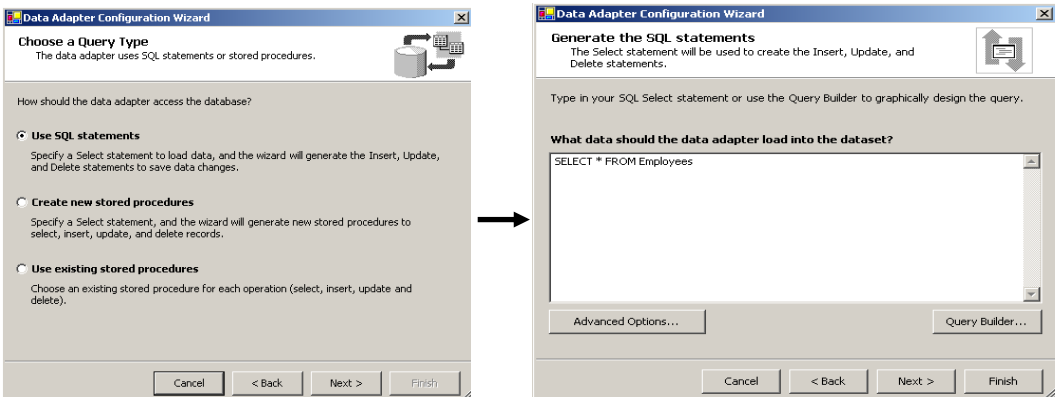 Data Adapter Configuration Wizard
Choose a Query Type
The data adapter uses SQL statements or stored procedures.
How should the data adapter access the database?
Use SQL statements
Specify a Select statement to load data, and the wizard will generate the Insert, Update,
and Delete statements to save data changes.
Create new stored procedures
Specify a Select statement, and the wizard will generate new stored procedures to
select, insert, update, and delete records.
Use existing stored procedures
Choose an existing stored procedure for each operation (select, insert, update and
delete).
Cancel
< Back
Next >
Finish
Data Adapter Configuration Wizard
Generate the SQL statements
The Select statement will be used to create the Insert, Update, and
Delete statements.
Type in your SQL Select statement or use the Query Builder to graphically design the query.
What data should the data adapter load into the dataset?
SELECT * FROM Employees
Advanced Options...
Query Builder...
Cancel
< Back
Next >
Finish